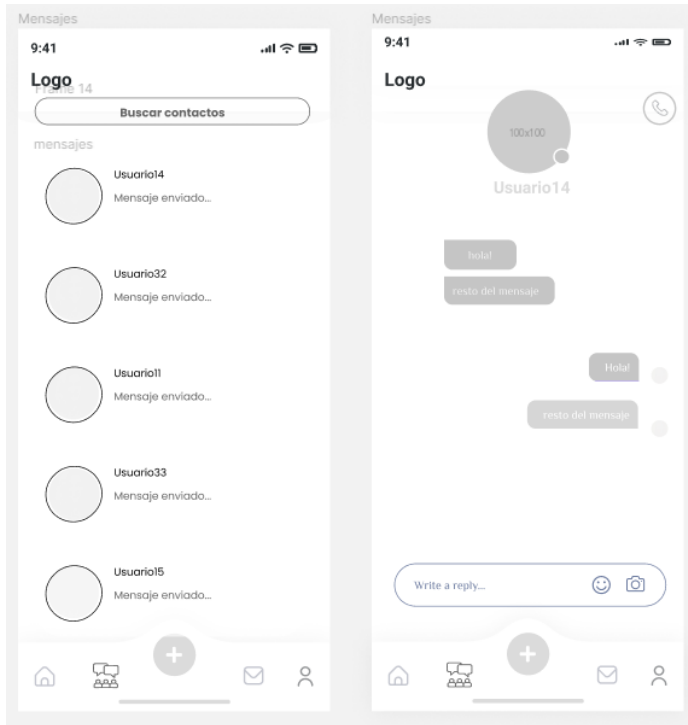 Mensajes
9:41
Logo
Frame 14
Buscar contactos
mensajes
Usuario14
Mensaje enviado...
Usuario32
Mensaje enviado...
Usuario11
Mensaje enviado...
Usuario33
Mensaje enviado...
Usuario15
Mensaje enviado...
Mensajes
9:41
Logo
100x100
Usuario14
hola!
resto del mensaje
Hola!
resto del mensaje
Write a reply...